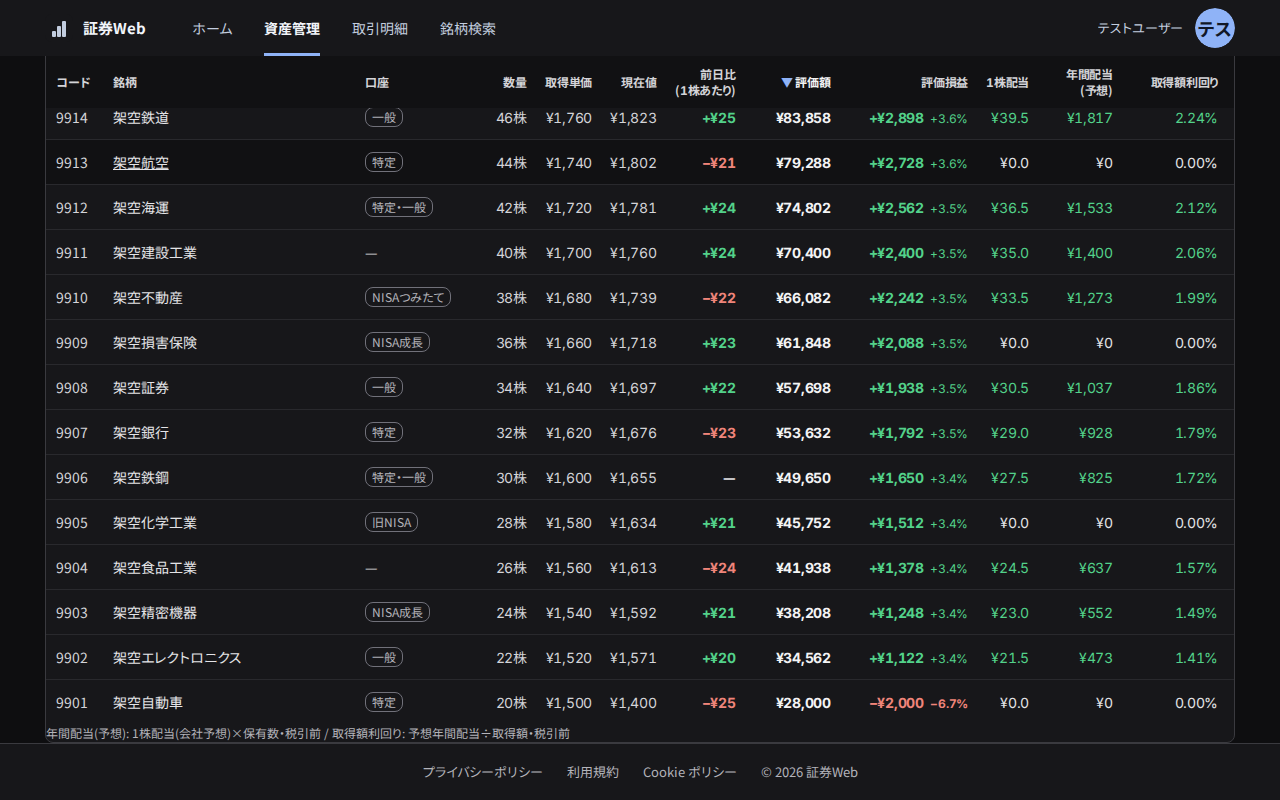 証券Web ホーム 資産管理 取引明細 銘柄検索 テストユーザー テス
コード 銘柄 口座 数量 取得単価 現在値 前日比 (1株あたり) ▼評価額 評価損益 1株配当 年間配当 (予想) 取得額利回り
9914 架空鉄道 一般 46株 ¥1,760 ¥1,823 +¥25 ¥83,858 +¥2,898 +3.6% ¥39.5 ¥1,817 2.24%
9913 架空航空 特定 44株 ¥1,740 ¥1,802 −¥21 ¥79,288 +¥2,728 +3.6% ¥0.0 ¥0 0.00%
9912 架空海運 特定・一般 42株 ¥1,720 ¥1,781 +¥24 ¥74,802 +¥2,562 +3.5% ¥36.5 ¥1,533 2.12%
9911 架空建設工業 — 40株 ¥1,700 ¥1,760 +¥24 ¥70,400 +¥2,400 +3.5% ¥35.0 ¥1,400 2.06%
9910 架空不動産 NISAつみたて 38株 ¥1,680 ¥1,739 −¥22 ¥66,082 +¥2,242 +3.5% ¥33.5 ¥1,273 1.99%
9909 架空損害保険 NISA成長 36株 ¥1,660 ¥1,718 +¥23 ¥61,848 +¥2,088 +3.5% ¥0.0 ¥0 0.00%
9908 架空証券 一般 34株 ¥1,640 ¥1,697 +¥22 ¥57,698 +¥1,938 +3.5% ¥30.5 ¥1,037 1.86%
9907 架空銀行 特定 32株 ¥1,620 ¥1,676 −¥23 ¥53,632 +¥1,792 +3.5% ¥29.0 ¥928 1.79%
9906 架空鉄鋼 特定・一般 30株 ¥1,600 ¥1,655 — ¥49,650 +¥1,650 +3.4% ¥27.5 ¥825 1.72%
9905 架空化学工業 旧NISA 28株 ¥1,580 ¥1,634 +¥21 ¥45,752 +¥1,512 +3.4% ¥0.0 ¥0 0.00%
9904 架空食品工業 — 26株 ¥1,560 ¥1,613 −¥24 ¥41,938 +¥1,378 +3.4% ¥24.5 ¥637 1.57%
9903 架空精密機器 NISA成長 24株 ¥1,540 ¥1,592 +¥21 ¥38,208 +¥1,248 +3.4% ¥23.0 ¥552 1.49%
9902 架空エレクトロニクス 一般 22株 ¥1,520 ¥1,571 +¥20 ¥34,562 +¥1,122 +3.4% ¥21.5 ¥473 1.41%
9901 架空自動車 特定 20株 ¥1,500 ¥1,400 −¥25 ¥28,000 −¥2,000 −6.7% ¥0.0 ¥0 0.00%
年間配当(予想): 1株配当(会社予想)×保有数・税引前 / 取得額利回り: 予想年間配当÷取得額・税引前
プライバシーポリシー 利用規約 Cookie ポリシー © 2026 証券Web